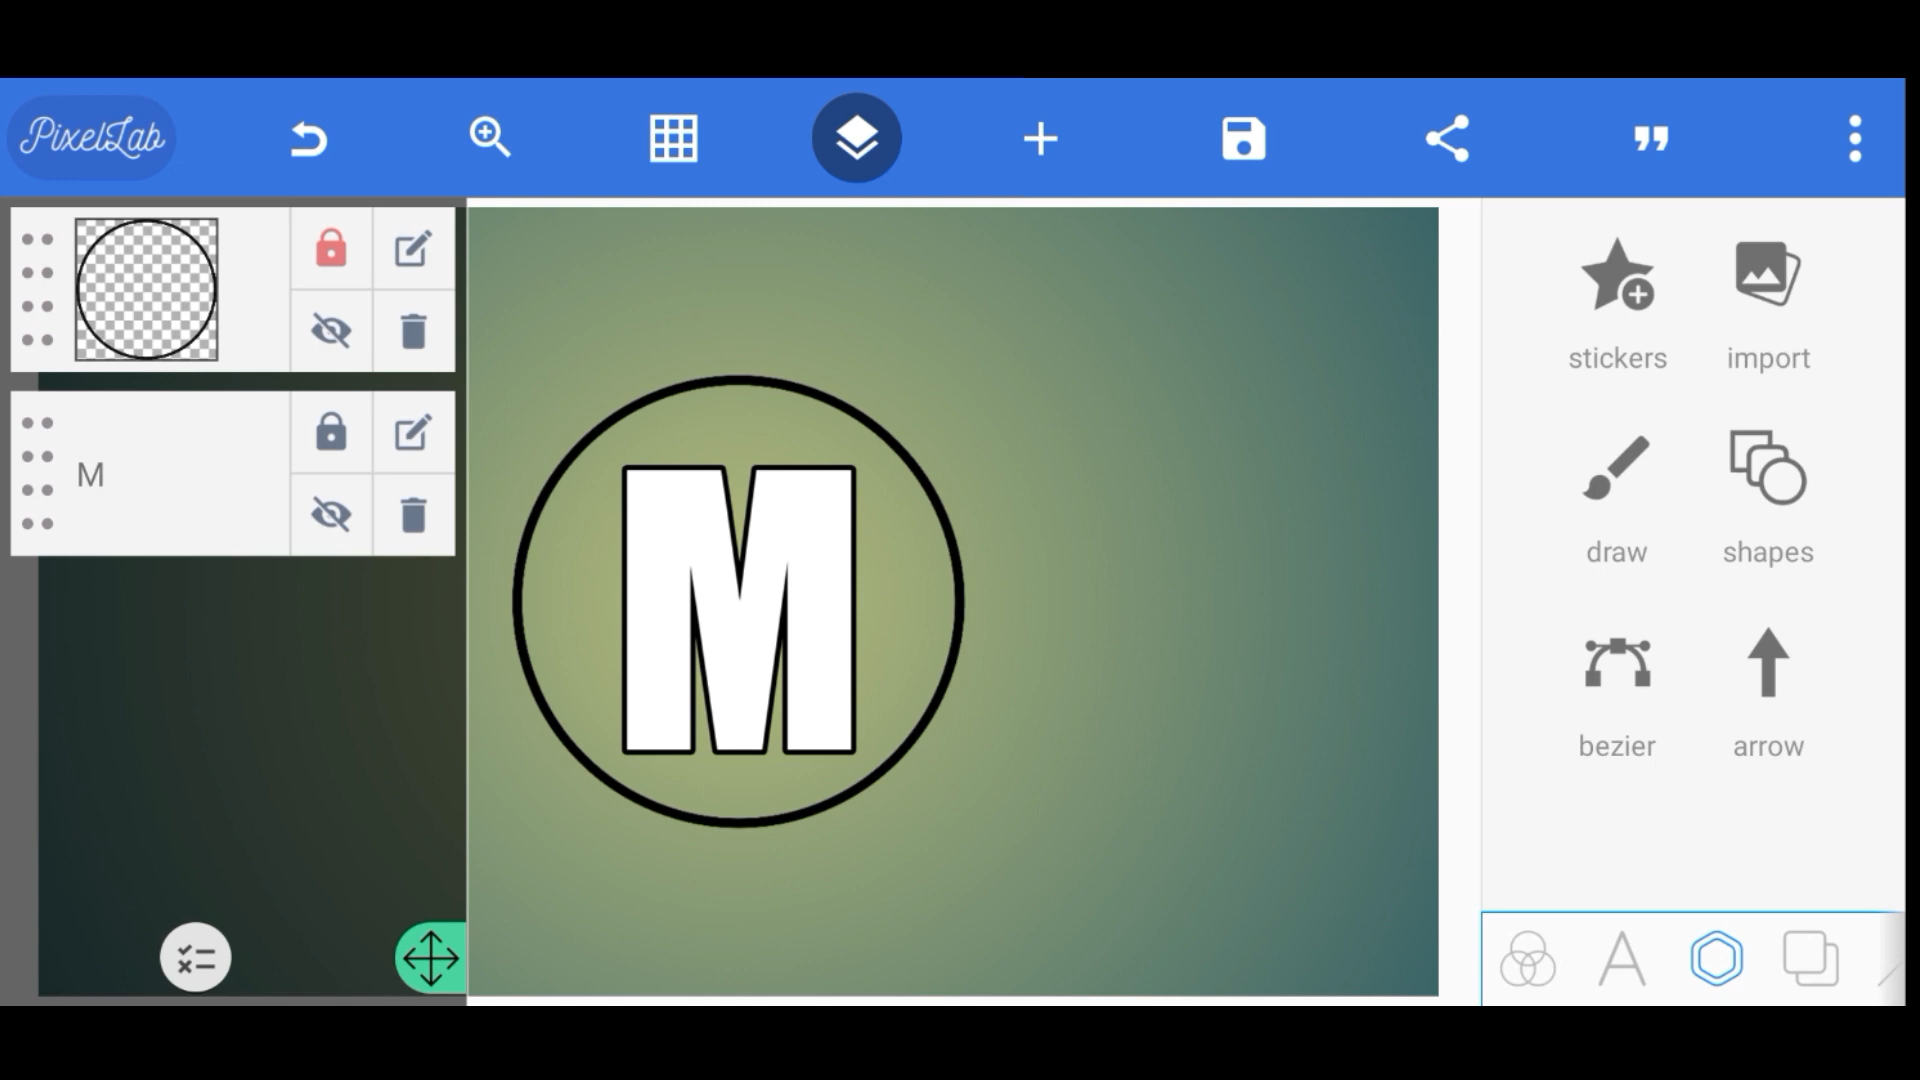 PixelLab
M
M
stickers import
draw shapes
bezier arrow